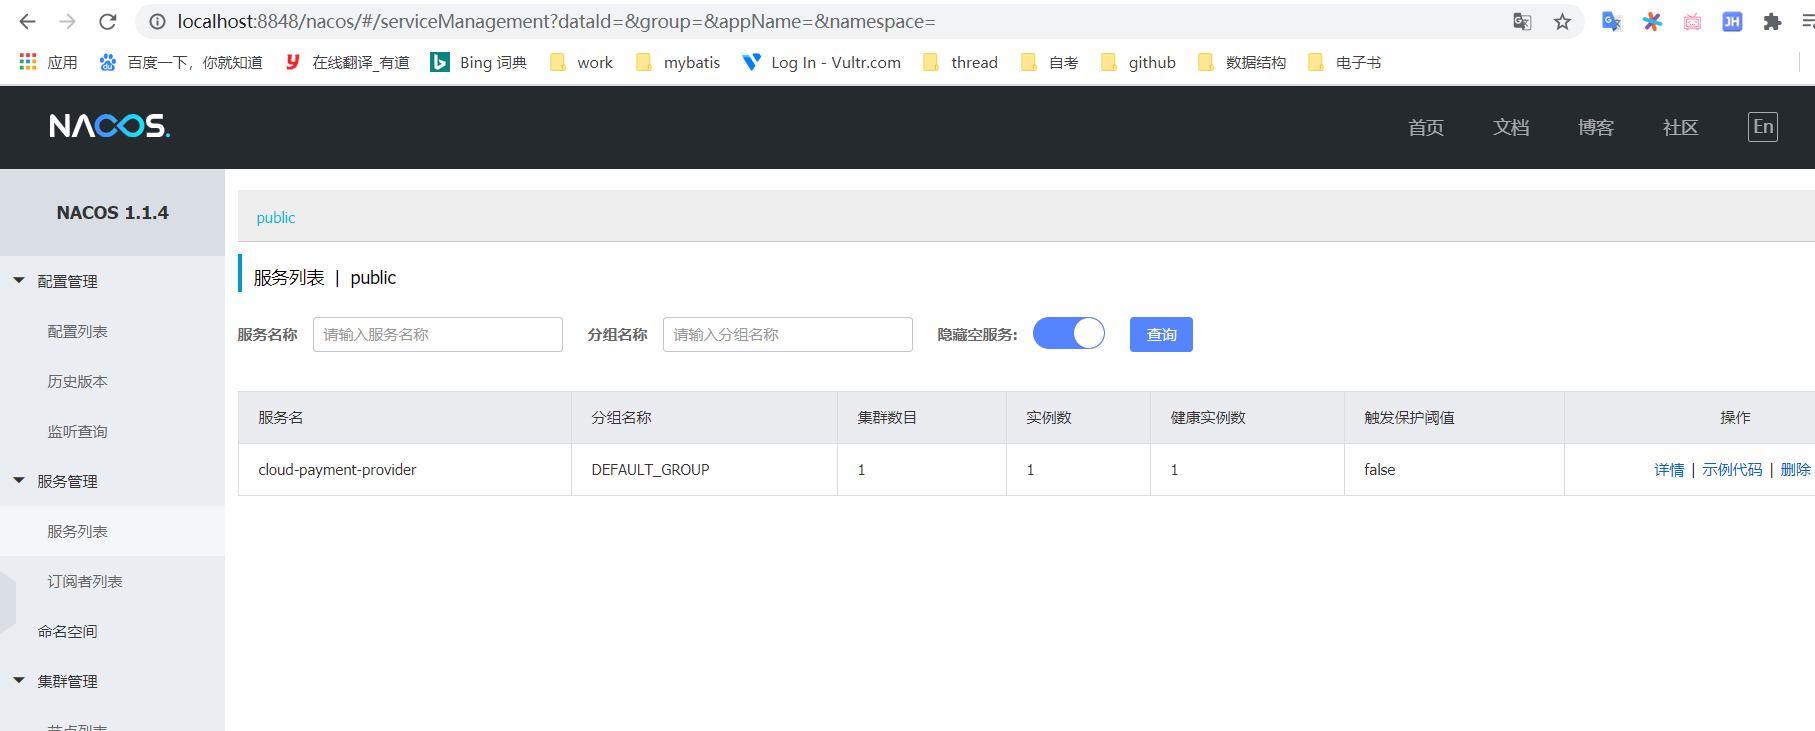 localhost:8848/nacos/#/serviceManagement?dataId=&group=&appName=&namespace=
JH
应用 百度一下，你就知道 在线翻译_有道 Bing 词典 work mybatis Log In - Vultr.com thread 自考 github 数据结构 电子书
NACOS. 首页 文档 博客 社区 En
NACOS 1.1.4
配置管理
配置列表
历史版本
监听查询
服务管理
服务列表
订阅者列表
命名空间
集群管理
节点列表
public
服务列表 | public
服务名称 请输入服务名称 分组名称 请输入分组名称 隐藏空服务: 查询
服务名 分组名称 集群数目 实例数 健康实例数 触发保护阈值 操作
cloud-payment-provider DEFAULT_GROUP 1 1 1 false 详情 | 示例代码 | 删除